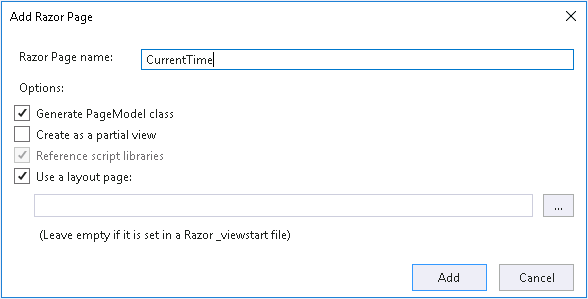 Add Razor Page
Razor Page name: CurrentTime
Options:
Generate PageModel class
Create as a partial view
Reference script libraries
Use a layout page:
...
(Leave empty if it is set in a Razor _viewstart file)
Add Cancel